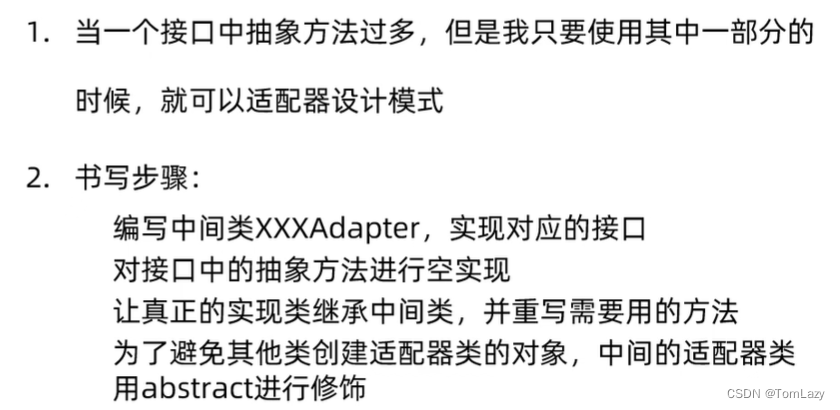 1. 当一个接口中抽象方法过多，但是我只要使用其中一部分的
时候，就可以适配器设计模式
2. 书写步骤：
编写中间类XXXAdapter，实现对应的接口
对接口中的抽象方法进行空实现
让真正的实现类继承中间类，并重写需要用的方法
为了避免其他类创建适配器类的对象，中间的适配器类
用abstract进行修饰
CSDN @TomLazy